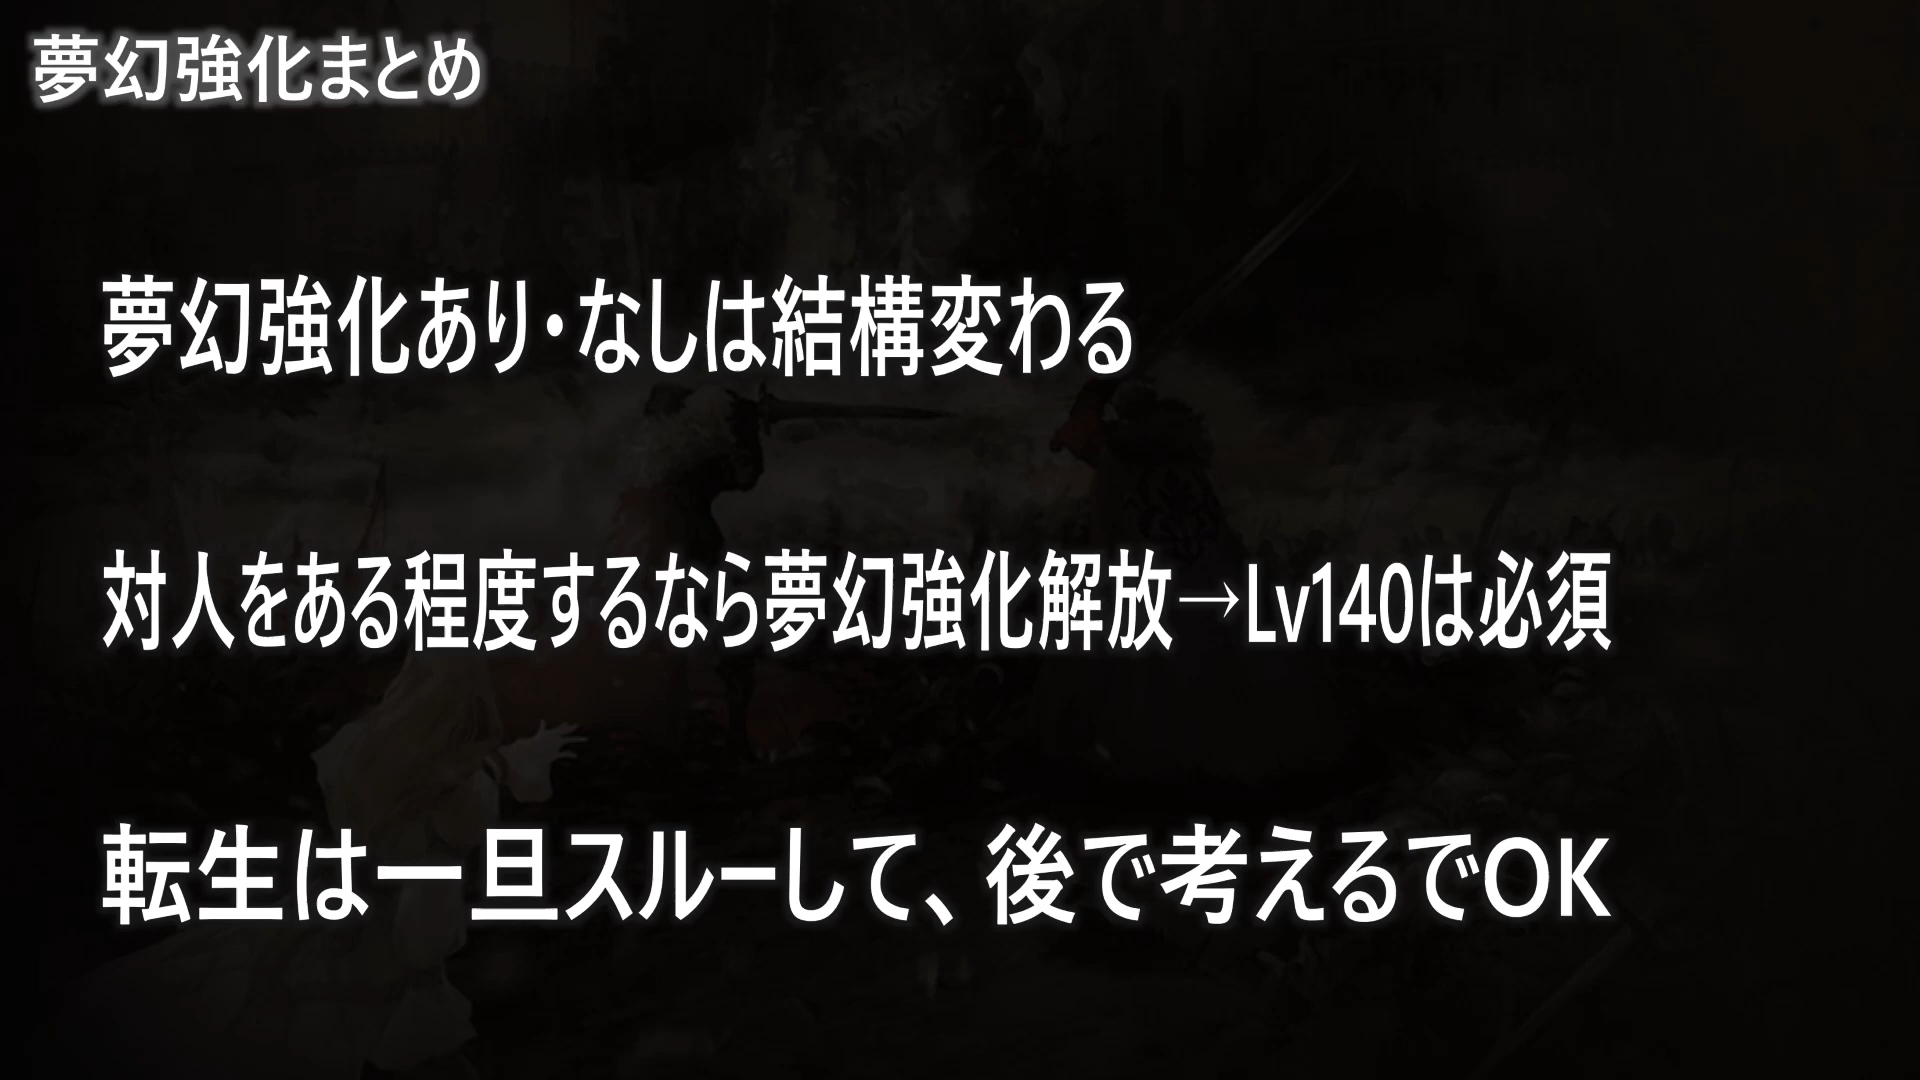 夢幻強化まとめ
夢幻強化あり・なしは結構変わる
対人をある程度するなら夢幻強化解放→Lv140は必須
転生は一旦スルーして、後で考えるでOK